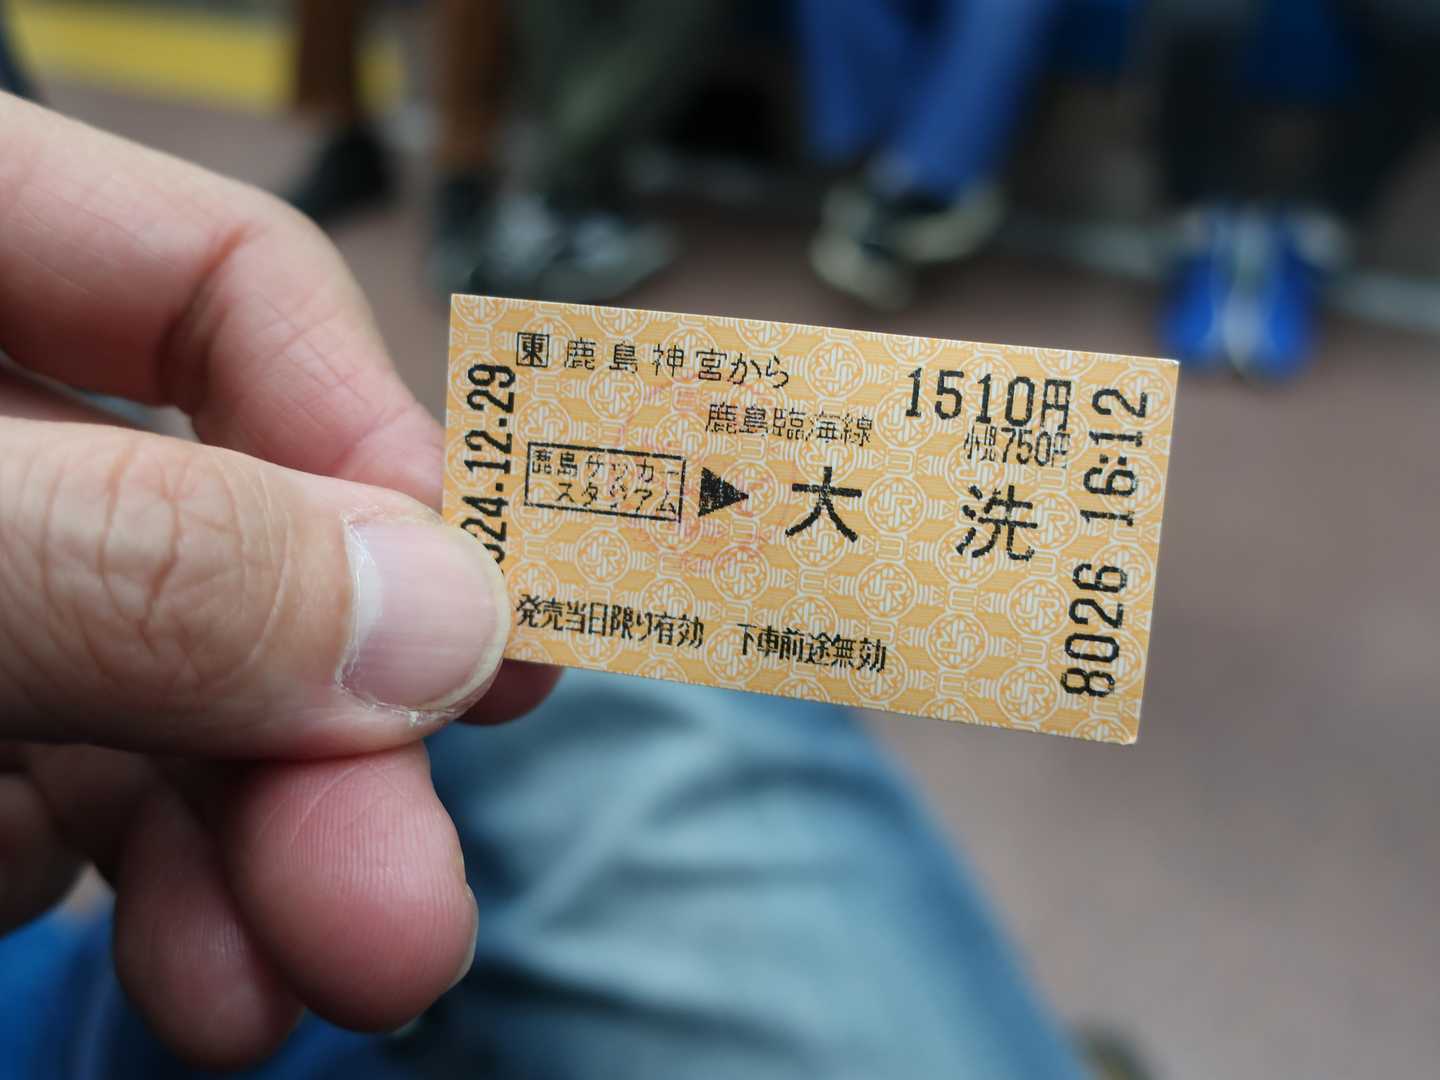 東 鹿島神宮から
1510円
鹿島臨海線
小児750円
鹿島サッカー
スタジアム
▶大洗
発売当日限り有効 下車前途無効
24.12.-29
8026 16:12